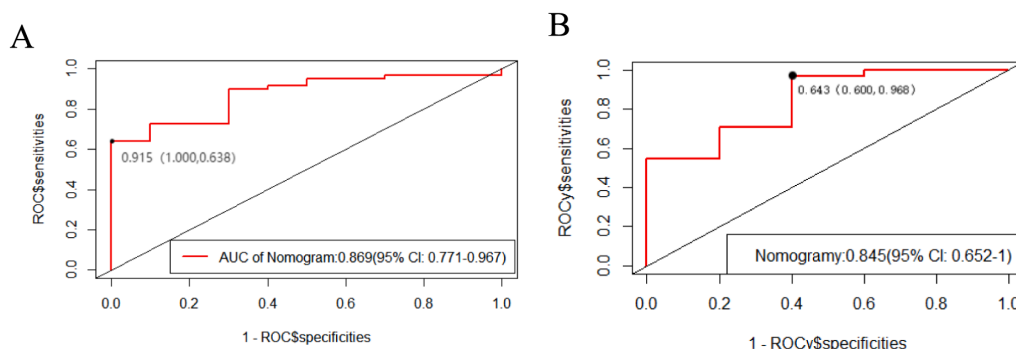 A
ROC$sensitivities
1.0
0.8
0.6
0.4
0.2
0.0
0.915 (1.000,0.638)
AUC of Nomogram:0.869(95% CI: 0.771-0.967)
0.0 0.2 0.4 0.6 0.8 1.0
1 - ROC$specificities
B
ROCy$sensitivities
1.0
0.8
0.6
0.4
0.2
0.0
0.643 (0.600, 0.968)
Nomogramy:0.845(95% CI: 0.652-1)
0.0 0.2 0.4 0.6 0.8 1.0
1 - ROCy$specificities